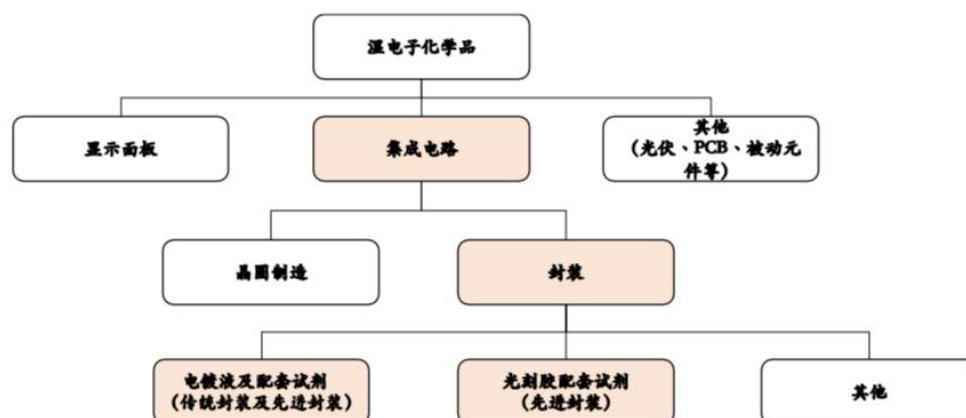 湿电子化学品
显示面板
集成电路
其他
(光伏、PCB、被动元
件等)
晶圆制造
封装
电镀液及配套试剂
(传统封装及先进封装)
光刻胶配套试剂
(先进封装)
其他